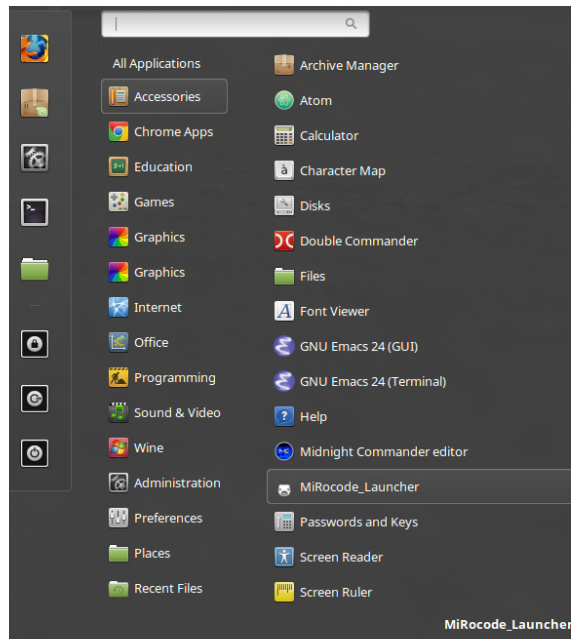 All Applications
Accessories
Chrome Apps
Education
Games
Graphics
Graphics
Internet
Office
Programming
Sound & Video
Wine
Administration
Preferences
Places
Recent Files
Archive Manager
Atom
Calculator
à Character Map
Disks
Double Commander
Files
A Font Viewer
GNU Emacs 24 (GUI)
GNU Emacs 24 (Terminal)
? Help
Midnight Commander editor
MiRocode_Launcher
Passwords and Keys
Screen Reader
Screen Ruler
MiRocode_Launcher